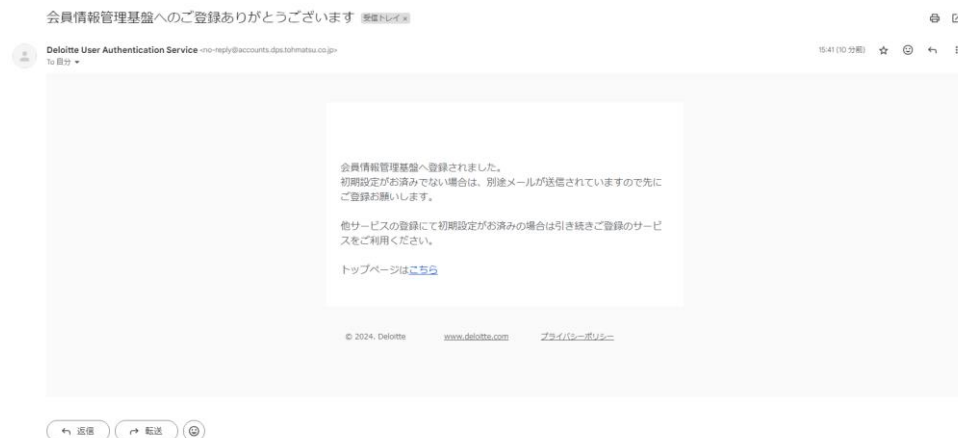 会員情報管理基盤へのご登録ありがとうございます 受信トレイ ×
Deloitte User Authentication Service <no-reply@accounts.dps.tohmatsu.co.jp>
15:41 (10 分前)
To 自分
会員情報管理基盤へ登録されました。
初期設定がお済みでない場合は、別途メールが送信されていますので先に
ご登録お願いします。
他サービスの登録にて初期設定がお済みの場合は引き続きご登録のサービ
スをご利用ください。
トップページはこちら
© 2024. Deloitte www.deloitte.com プライバシーポリシー
返信 転送